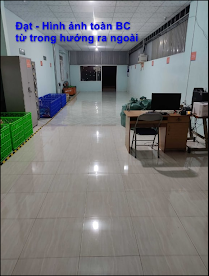 Đạt - Hình ảnh toàn BC
từ trong hướng ra ngoài